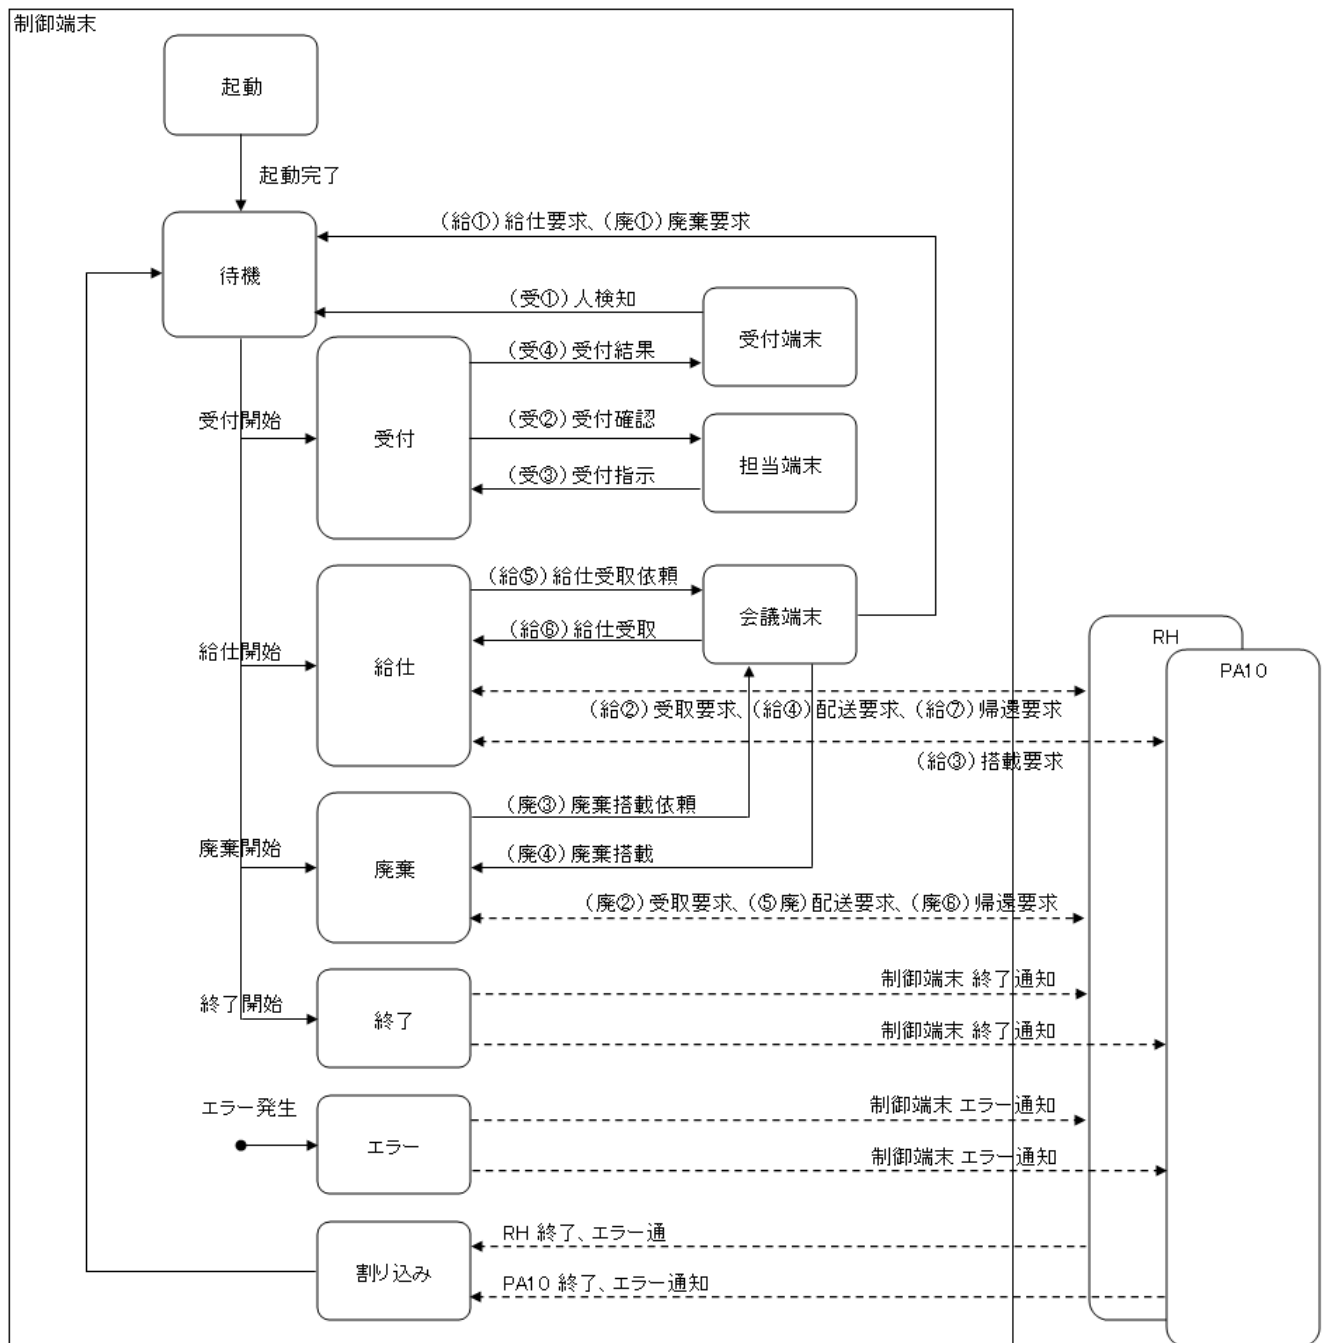 制御端末
起動
起動完了
(給①)給仕要求、(廃①)廃棄要求
待機
(受①)人検知
受付端末
(受④)受付結果
受付開始
(受②)受付確認
受付
担当端末
(受③)受付指示
(給⑤)給仕受取依頼
会議端末
(給⑥)給仕受取
RH
給仕開始
給仕
PA10
(給②)受取要求、(給④)配送要求、(給⑦)帰還要求
(給③)搭載要求
(廃③)廃棄搭載依頼
廃棄開始
(廃④)廃棄搭載
廃棄
(廃②)受取要求、(⑤廃)配送要求、(廃⑥)帰還要求
制御端末 終了通知
終了開始
終了
制御端末 終了通知
エラー発生
制御端末 エラー通知
エラー
制御端末 エラー通知
RH 終了、エラー通
割り込み
PA10 終了、エラー通知